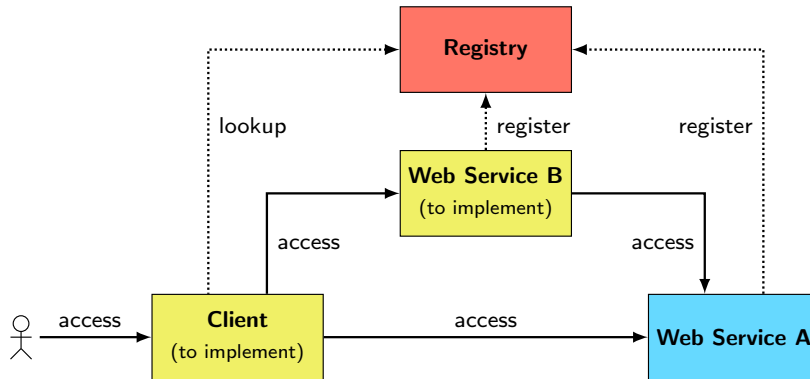 Registry
lookup
register
register
Web Service B
(to implement)
access
access
access
Client
(to implement)
access
Web Service A